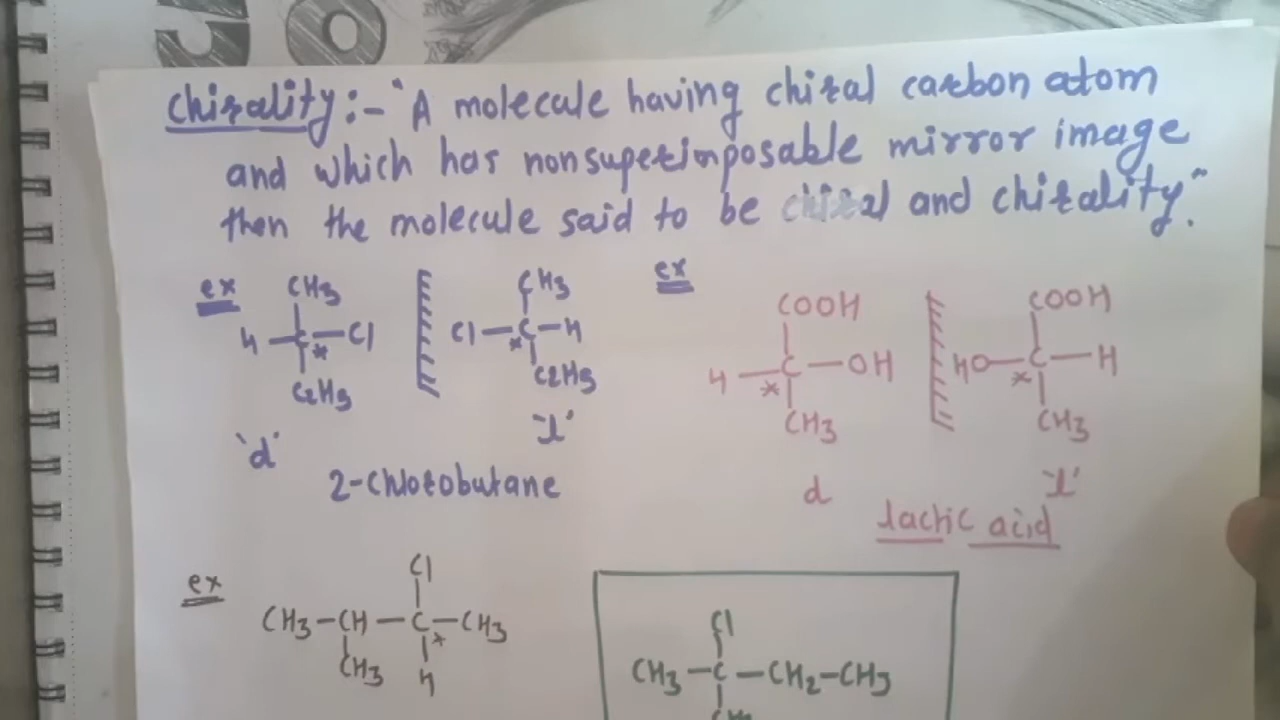 30
Chirality:- "A molecule having chiral carbon atom
and which has nonsuperimposable mirror image
then the molecule said to be chiral and chirality".
ex
CH3
H-C-Cl
*
C2H5
'd'
CH3
Cl-C-H
*
C2H5
'l'
2-chlorobutane
ex
COOH
H-C-OH
*
CH3
d
COOH
HO-C-H
*
CH3
'l'
lactic acid
ex
Cl
CH3-CH-C-CH3
*
CH3 H
Cl
CH3-C-CH2-CH3